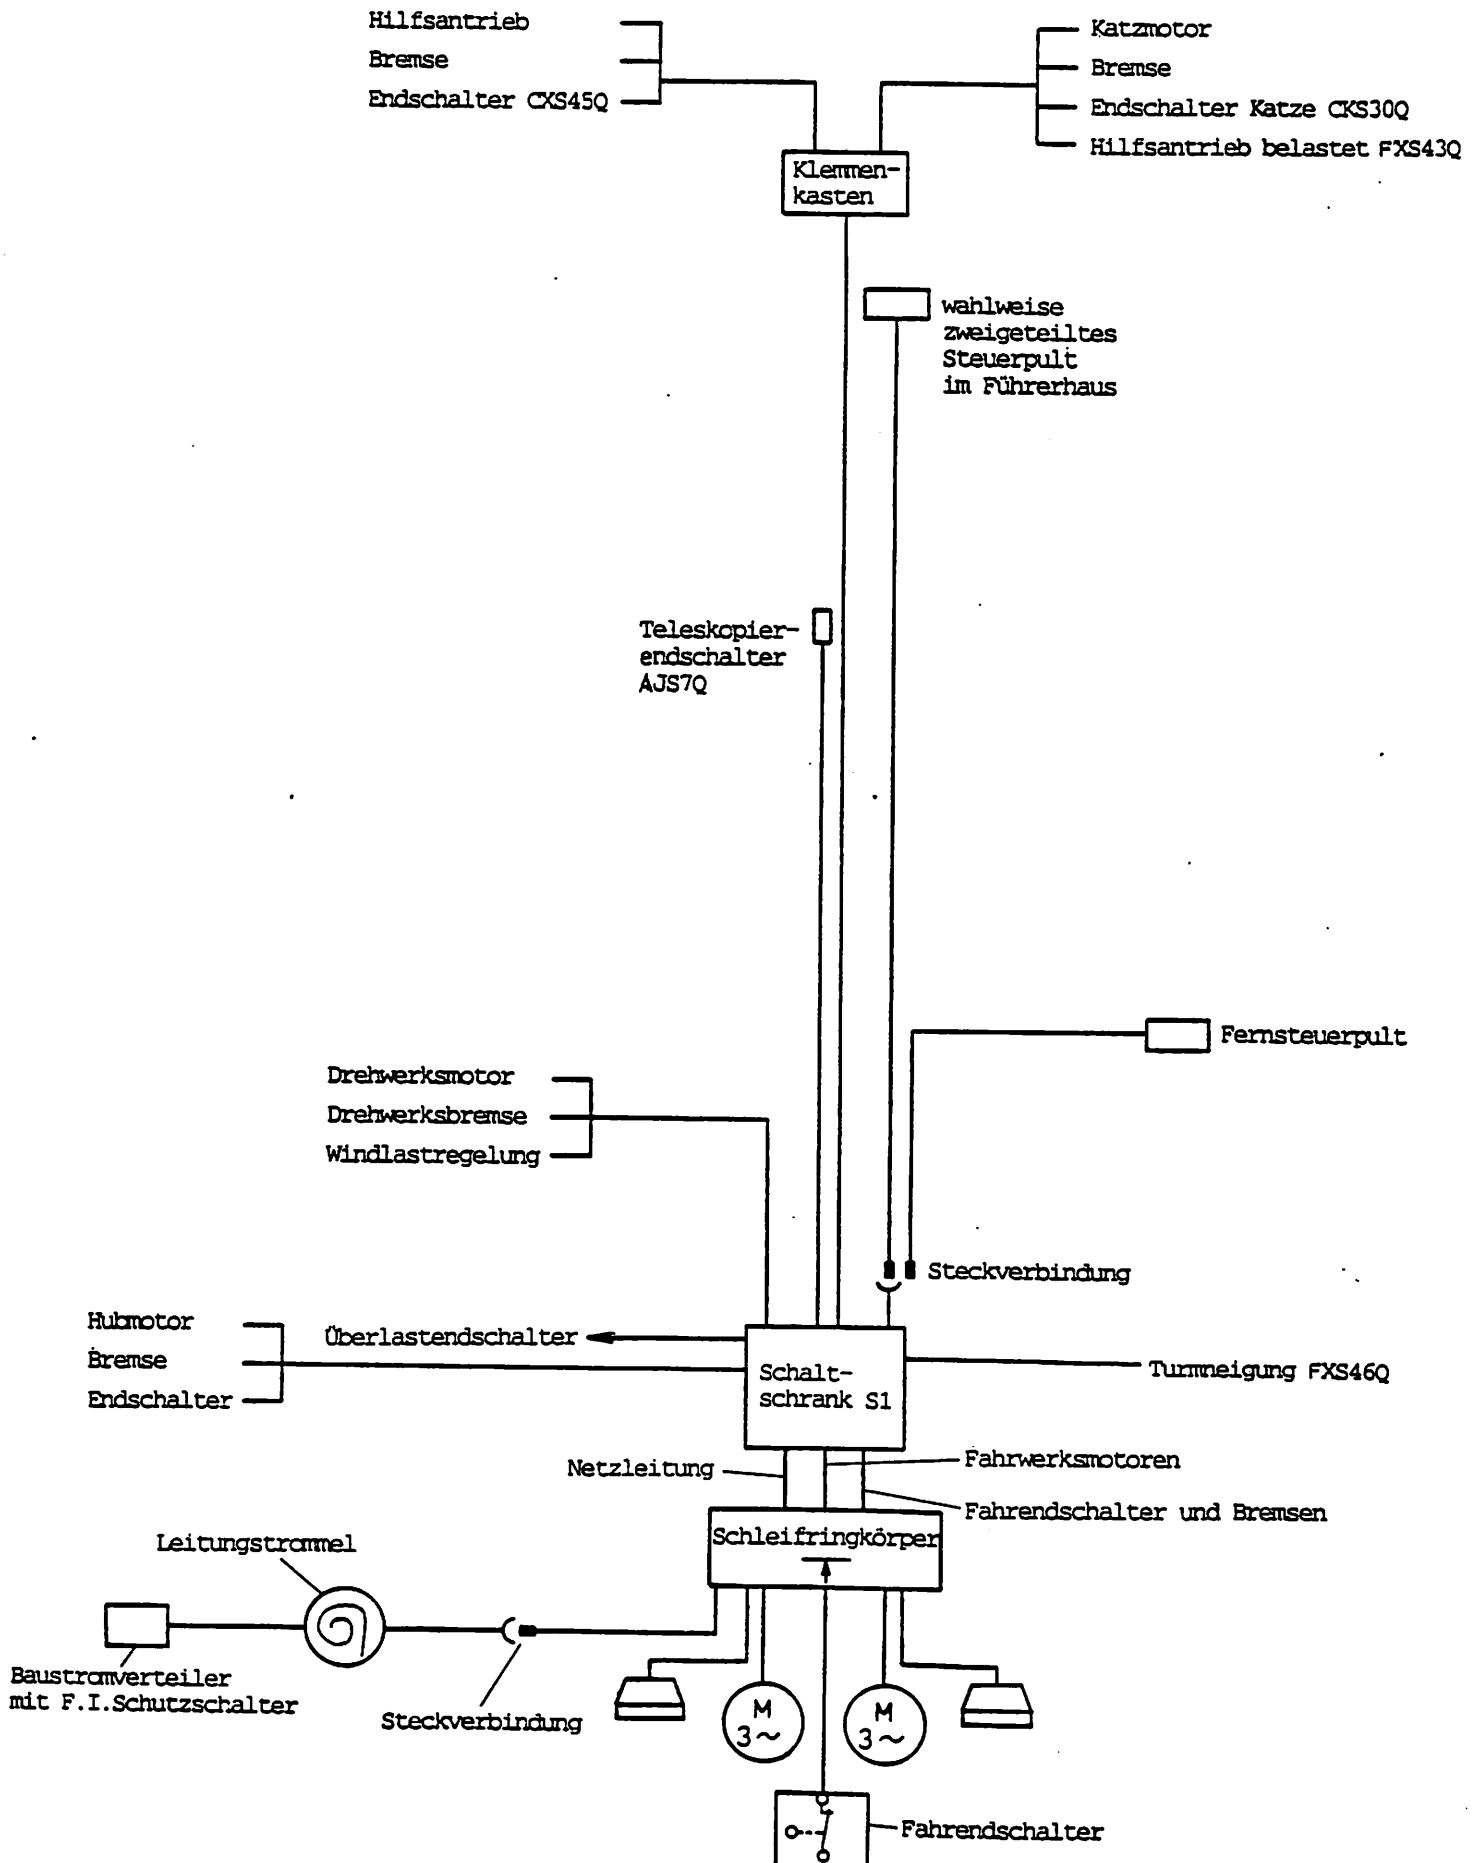 Hilfsantrieb
Bremse
Endschalter CXS45Q
Katzmotor
Bremse
Endschalter Katze CKS30Q
Hilfsantrieb belastet FXS43Q
Klemmen-
kasten
wahlweise
zweigeteiltes
Steuerpult
im Führerhaus
Teleskopier-
endschalter
AJS7Q
Fernsteuerpult
Drehwerksmotor
Drehwerksbremse
Windlastregelung
Steckverbindung
Hubmotor
Bremse
Endschalter
Überlastendschalter
Schalt-
schrank S1
Turmneigung FXS46Q
Netzleitung
Fahrwerksmotoren
Fahrendschalter und Bremsen
Schleifringkörper
Leitungstrommel
Baustromverteiler
mit F.I.Schutzschalter
Steckverbindung
M
3~
M
3~
Fahrendschalter